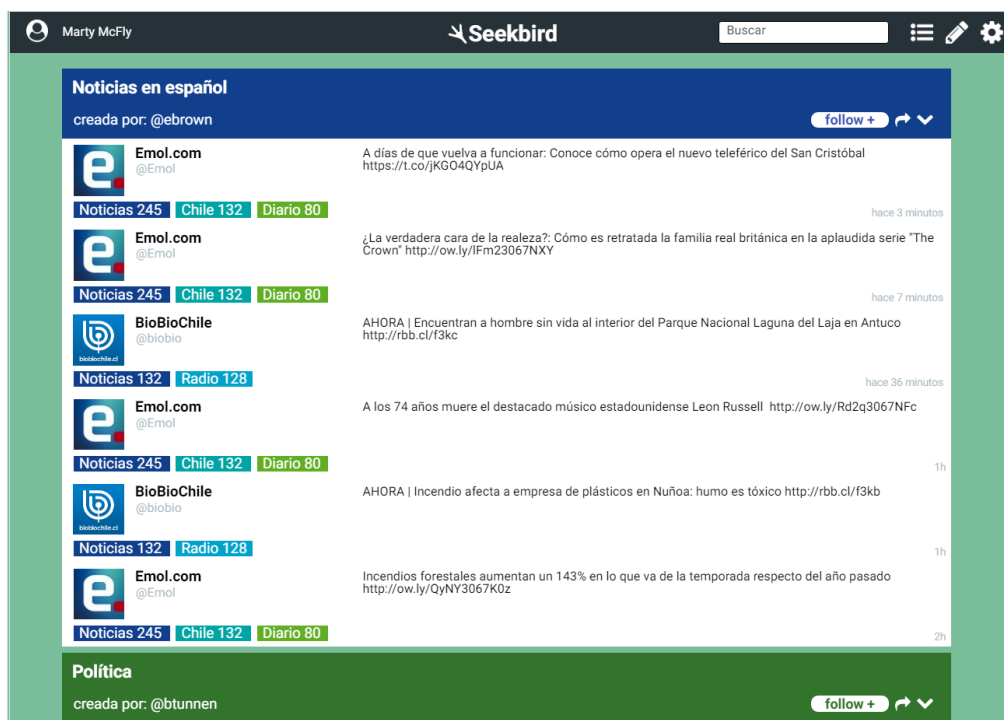 Marty McFly
Seekbird
Buscar
Noticias en español
creada por: @ebrown
follow +
Emol.com
@Emol
A días de que vuelva a funcionar: Conoce cómo opera el nuevo teleférico del San Cristóbal
https://t.co/jKGO4QYpUA
Noticias 245 Chile 132 Diario 80
hace 3 minutos
Emol.com
@Emol
¿La verdadera cara de la realeza?: Cómo es retratada la familia real británica en la aplaudida serie "The
Crown" http://ow.ly/lFm23067NXY
Noticias 245 Chile 132 Diario 80
hace 7 minutos
BioBioChile
@biobio
AHORA | Encuentran a hombre sin vida al interior del Parque Nacional Laguna del Laja en Antuco
http://rbb.cl/f3kc
biobiochile.cl
Noticias 132 Radio 128
hace 36 minutos
Emol.com
@Emol
A los 74 años muere el destacado músico estadounidense Leon Russell http://ow.ly/Rd2q3067NFc
Noticias 245 Chile 132 Diario 80
1h
BioBioChile
@biobio
AHORA | Incendio afecta a empresa de plásticos en Nuñoa: humo es tóxico http://rbb.cl/f3kb
biobiochile.cl
Noticias 132 Radio 128
1h
Emol.com
@Emol
Incendios forestales aumentan un 143% en lo que va de la temporada respecto del año pasado
http://ow.ly/QyNY3067K0z
Noticias 245 Chile 132 Diario 80
2h
Política
creada por: @btunnen
follow +